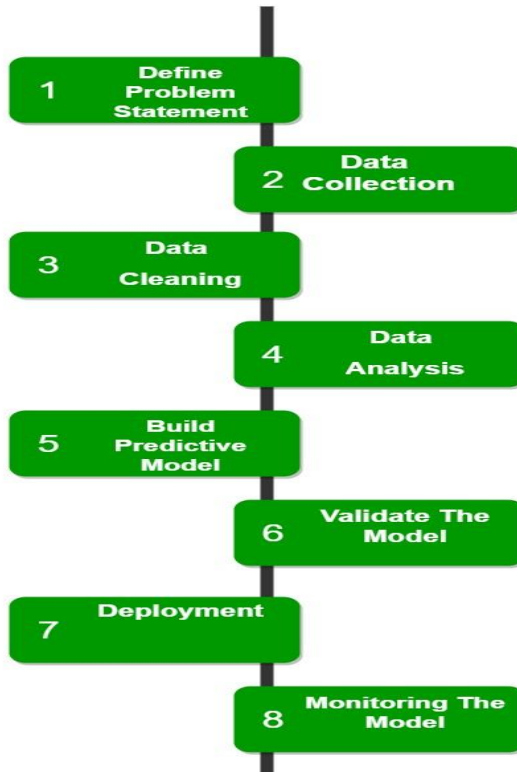 1
Define
Problem
Statement
2
Data
Collection
3
Data
Cleaning
4
Data
Analysis
5
Build
Predictive
Model
6
Validate The
Model
7
Deployment
8
Monitoring The
Model